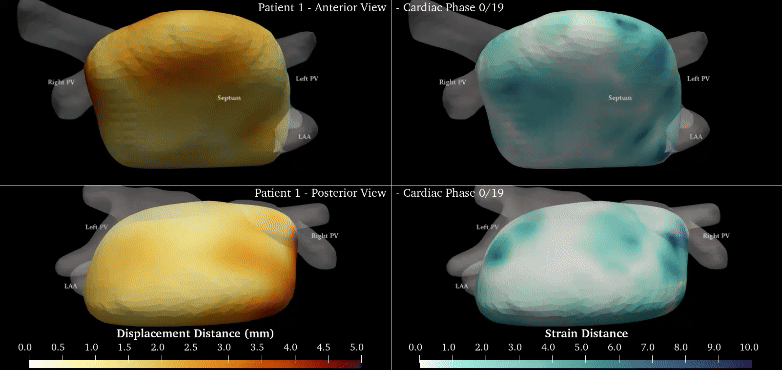 Patient 1 - Anterior View - Cardiac Phase 0/19
Right PV
Left PV
Septum
LAA
Right PV
Left PV
Septum
LAA
Patient 1 - Posterior View - Cardiac Phase 0/19
Left PV
Right PV
LAA
Left PV
Right PV
LAA
Displacement Distance (mm)
0.0 0.5 1.0 1.5 2.0 2.5 3.0 3.5 4.0 4.5 5.0
Strain Distance
0.0 1.0 2.0 3.0 4.0 5.0 6.0 7.0 8.0 9.0 10.0